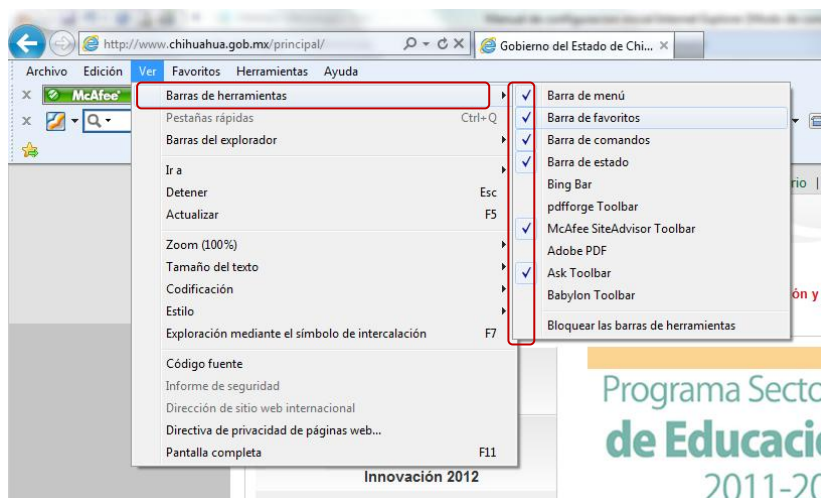 http://www.chihuahua.gob.mx/principal/
Gobierno del Estado de Chi...
Archivo Edición Ver Favoritos Herramientas Ayuda
McAfee
Barras de herramientas
Pestañas rápidas Ctrl+Q
Barras del explorador
Ir a
Detener Esc
Actualizar F5
Zoom (100%)
Tamaño del texto
Codificación
Estilo
Exploración mediante el símbolo de intercalación F7
Código fuente
Informe de seguridad
Dirección de sitio web internacional
Directiva de privacidad de páginas web...
Pantalla completa F11
Barra de menú
Barra de favoritos
Barra de comandos
Barra de estado
Bing Bar
pdfforge Toolbar
McAfee SiteAdvisor Toolbar
Adobe PDF
Ask Toolbar
Babylon Toolbar
Bloquear las barras de herramientas
rio |
ón y
Programa Secto
de Educació
2011-20
Innovación 2012